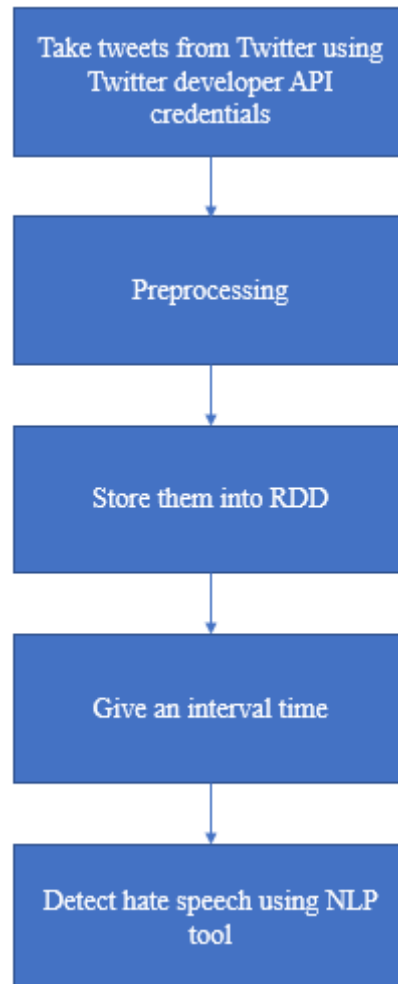 Take tweets from Twitter using
Twitter developer API
credentials
Preprocessing
Store them into RDD
Give an interval time
Detect hate speech using NLP
tool